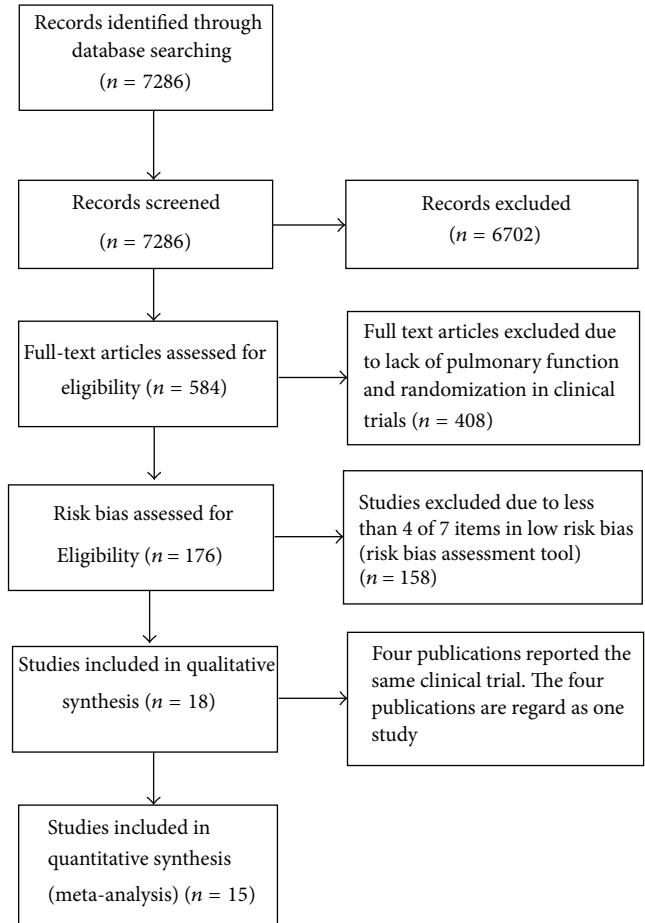 Records identified through
database searching
(n = 7286)
Records screened
(n = 7286)
Records excluded
(n = 6702)
Full-text articles assessed for
eligibility (n = 584)
Full text articles excluded due
to lack of pulmonary function
and randomization in clinical
trials (n = 408)
Risk bias assessed for
Eligibility (n = 176)
Studies excluded due to less
than 4 of 7 items in low risk bias
(risk bias assessment tool)
(n = 158)
Studies included in qualitative
synthesis (n = 18)
Four publications reported the
same clinical trial. The four
publications are regard as one
study
Studies included in
quantitative synthesis
(meta-analysis) (n = 15)